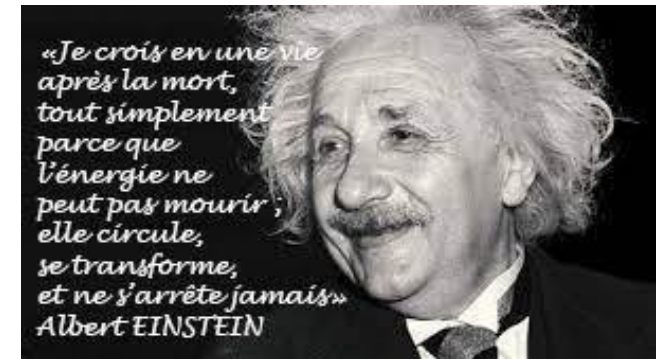 «Je crois en une vie
après la mort,
tout simplement
parce que
l'énergie ne
peut pas mourir ;
elle circule,
se transforme,
et ne s'arrête jamais»
Albert EINSTEIN